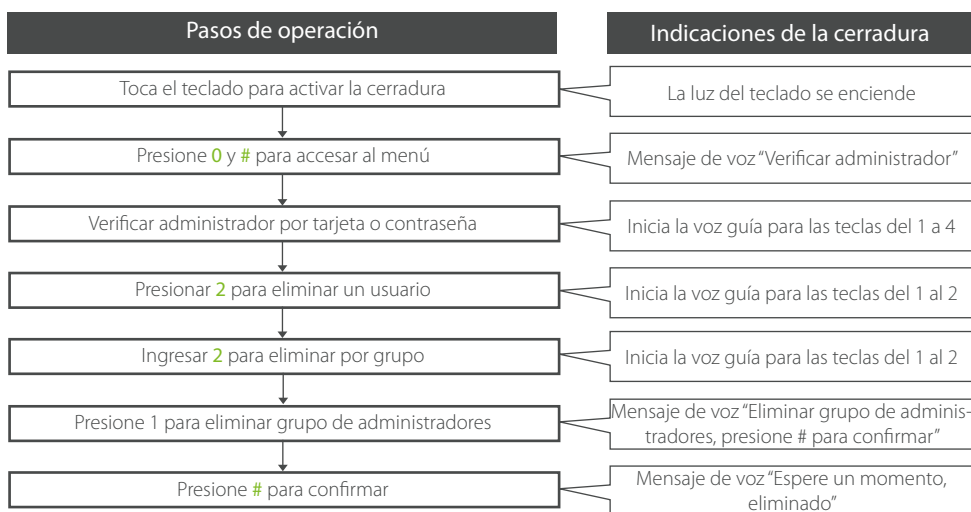 Pasos de operación
Indicaciones de la cerradura
Toca el teclado para activar la cerradura
La luz del teclado se enciende
Presione 0 y # para accesar al menú
Mensaje de voz “Verificar administrador”
Verificar administrador por tarjeta o contraseña
Inicia la voz guía para las teclas del 1 a 4
Presionar 2 para eliminar un usuario
Inicia la voz guía para las teclas del 1 al 2
Ingresar 2 para eliminar por grupo
Inicia la voz guía para las teclas del 1 al 2
Presione 1 para eliminar grupo de administradores
Mensaje de voz “Eliminar grupo de adminis-
tradores, presione # para confirmar”
Presione # para confirmar
Mensaje de voz “Espere un momento,
eliminado”